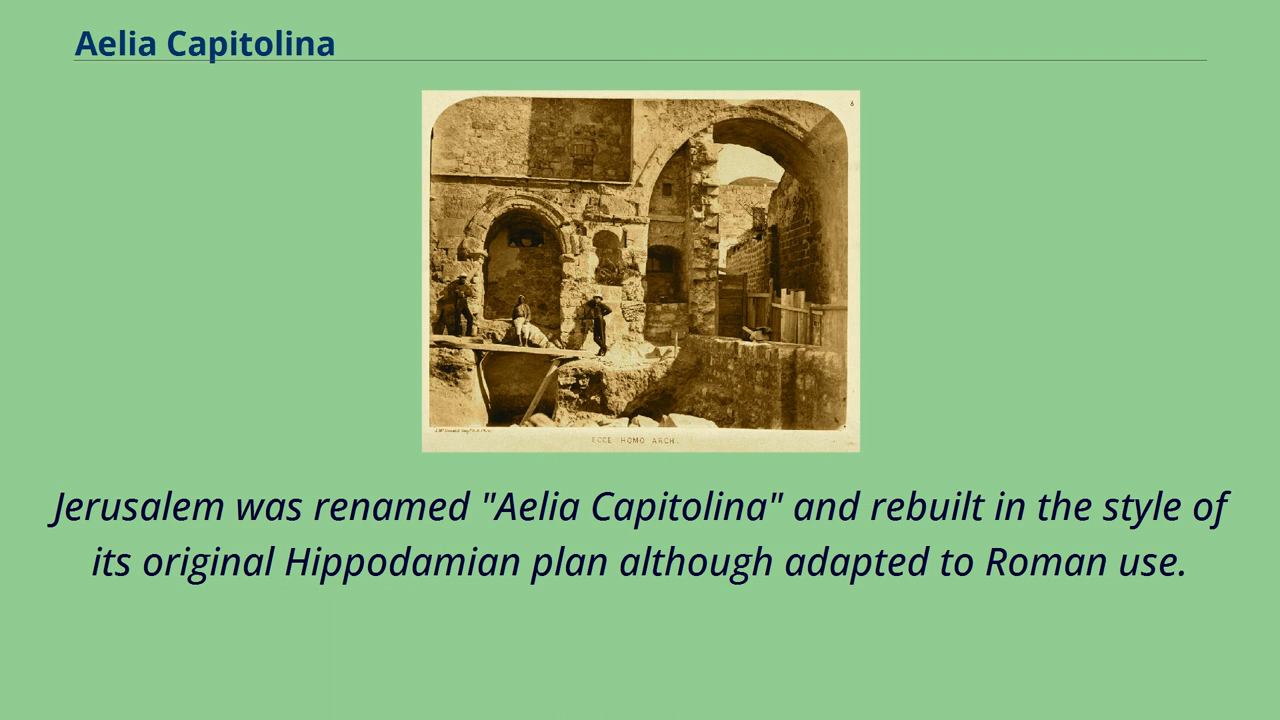 Aelia Capitolina
6
ECCE HOMO ARCH.
Jerusalem was renamed "Aelia Capitolina" and rebuilt in the style of
its original Hippodamian plan although adapted to Roman use.